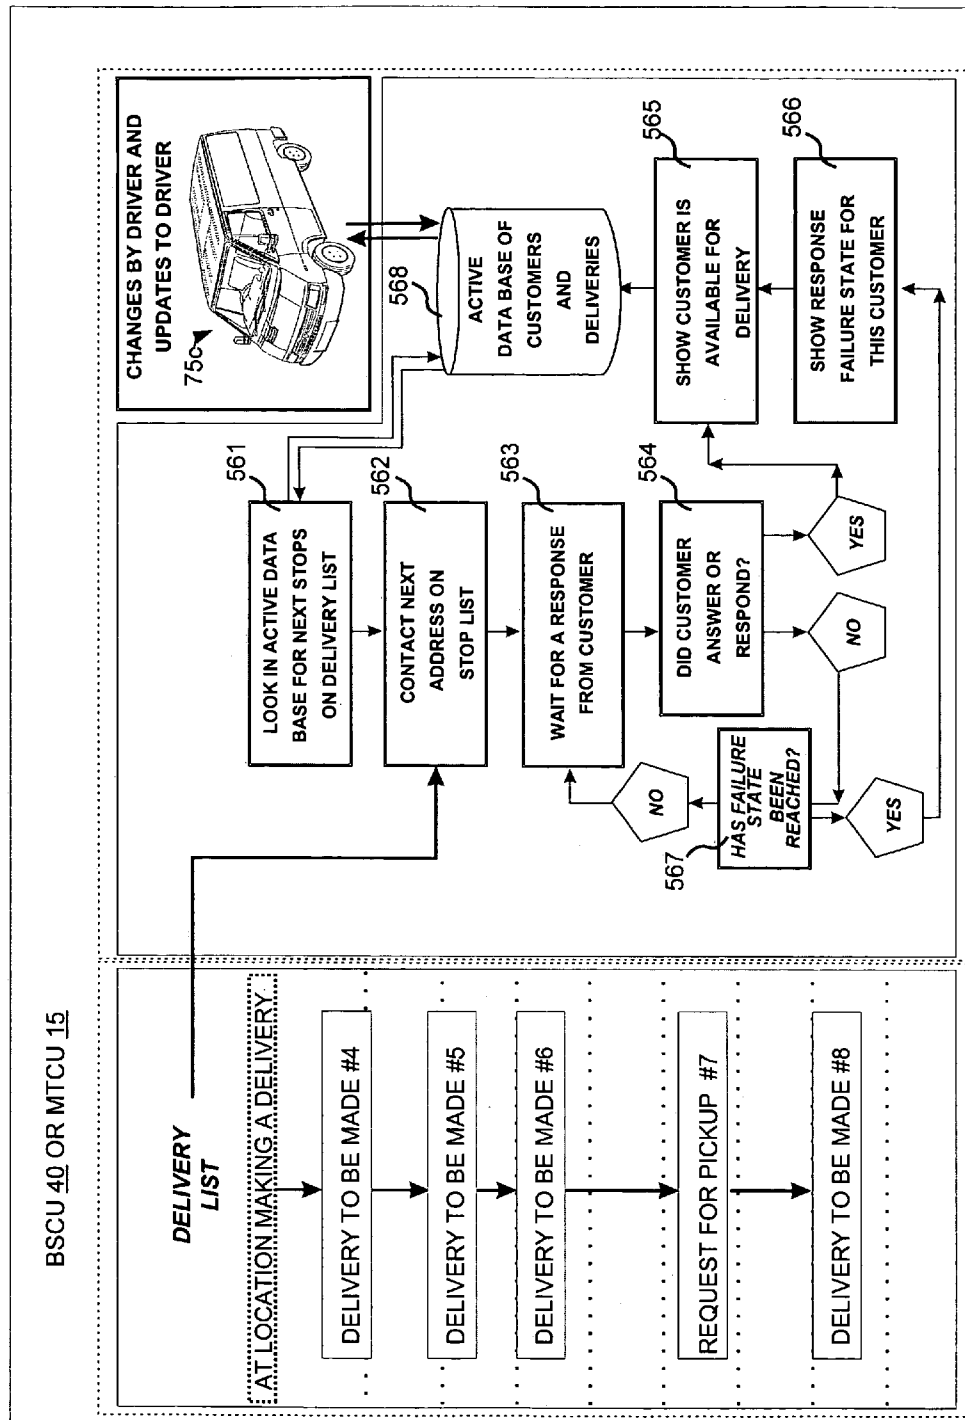 BSCU 40 OR MTCU 15
DELIVERY
LIST
AT LOCATION MAKING A DELIVERY
DELIVERY TO BE MADE #4
DELIVERY TO BE MADE #5
DELIVERY TO BE MADE #6
REQUEST FOR PICKUP #7
DELIVERY TO BE MADE #8
561
LOOK IN ACTIVE DATA
BASE FOR NEXT STOPS
ON DELIVERY LIST
562
CONTACT NEXT
ADDRESS ON
STOP LIST
563
WAIT FOR A RESPONSE
FROM CUSTOMER
564
DID CUSTOMER
ANSWER OR
RESPOND?
NO
YES
567
HAS FAILURE
STATE
BEEN
REACHED?
NO
YES
CHANGES BY DRIVER AND
UPDATES TO DRIVER
75c
568
ACTIVE
DATA BASE OF
CUSTOMERS
AND
DELIVERIES
565
SHOW CUSTOMER IS
AVAILABLE FOR
DELIVERY
566
SHOW RESPONSE
FAILURE STATE FOR
THIS CUSTOMER